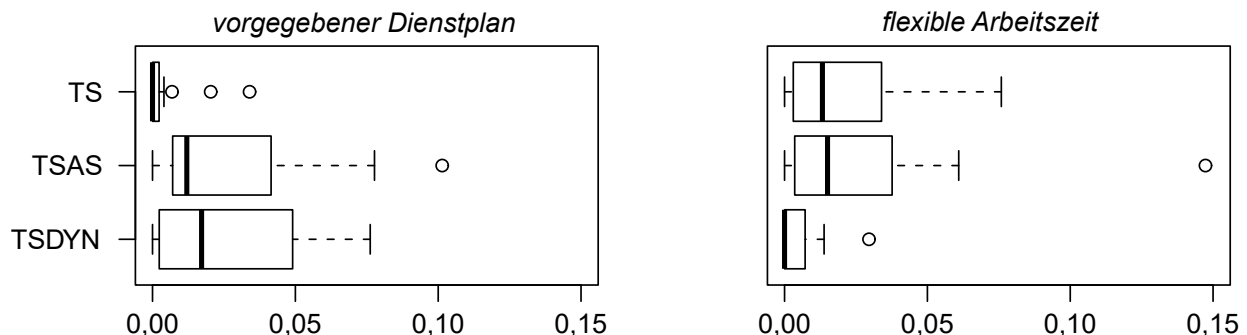 vorgegebener Dienstplan
flexible Arbeitszeit
TS
TSAS
TSDYN
0,00 0,05 0,10 0,15
0,00 0,05 0,10 0,15